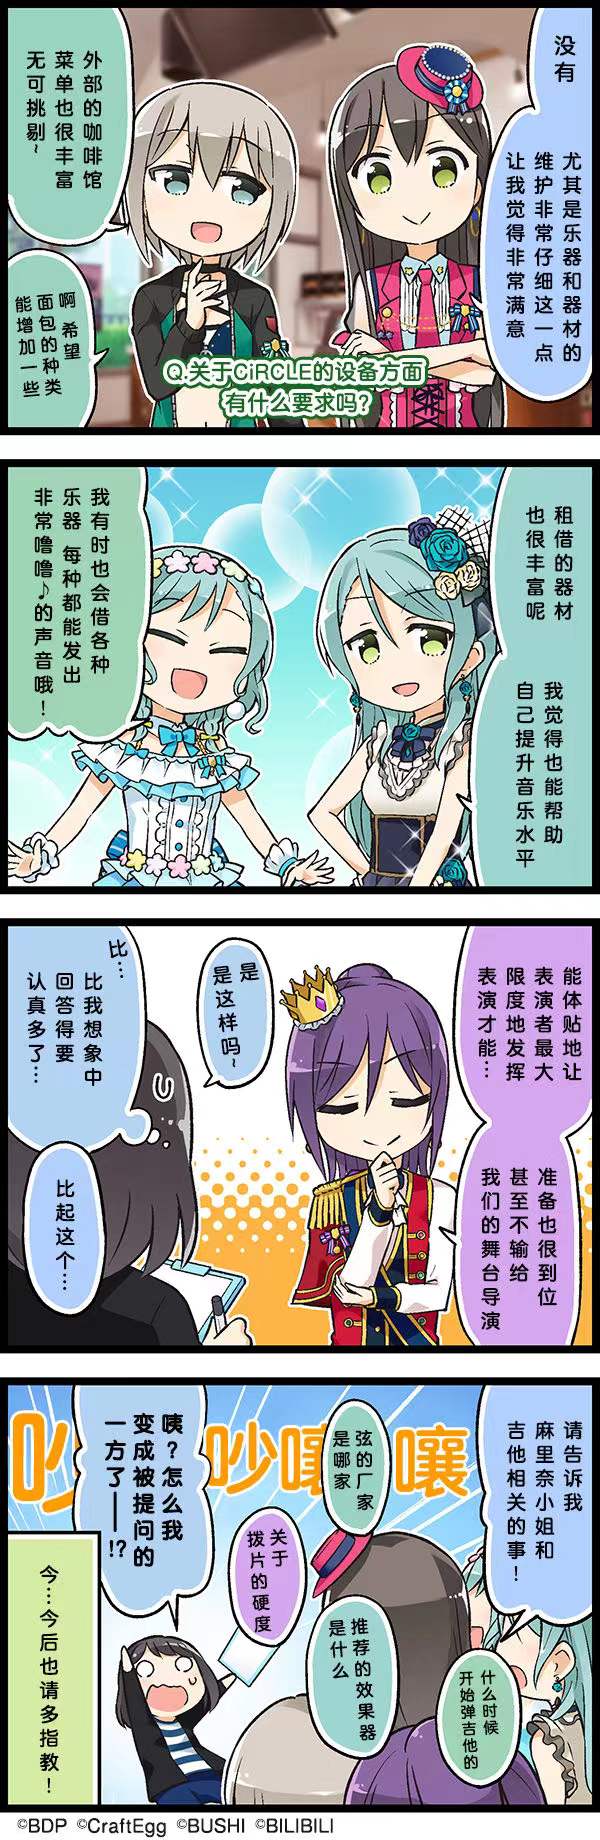 没有
尤其是乐器和器材的
维护非常仔细这一点
让我觉得非常满意
外部的咖啡馆
菜单也很丰富
无可挑剔~
啊 希望
面包的种类
能增加一些
Q.关于CiRCLE的设备方面
有什么要求吗?
租借的器材
也很丰富呢
我觉得也能帮助
自己提升音乐水平
我有时也会借各种
乐器 每种都能发出
非常噜噜♪的声音哦!
能体贴地让
表演者最大
限度地发挥
表演才能…
准备也很到位
甚至不输给
我们的舞台导演
是
是这样吗~
比…
比我想象中
回答得要
认真多了…
比起这个…
请告诉我
麻里奈小姐和
吉他相关的事!
吵吵嚷嚷
弦的厂家
是哪家
关于
拨片的硬度
推荐的效果器
是什么
什么时候
开始弹吉他的
咦?怎么我
变成被提问的
一方了——!?
今…今后也请多指教!
©BDP ©CraftEgg ©BUSHI ©BILIBILI